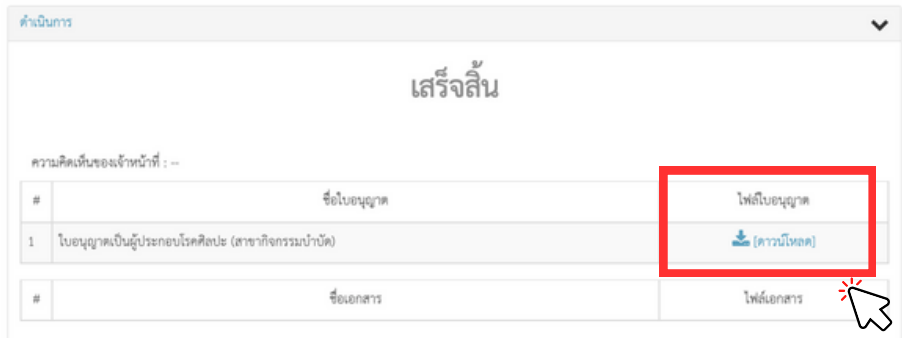 ดำเนินการ
เสร็จสิ้น
ความคิดเห็นของเจ้าหน้าที่ : --
# ชื่อใบอนุญาต ไฟล์ใบอนุญาต
1 ใบอนุญาตเป็นผู้ประกอบโรคศิลปะ (สาขากิจกรรมบำบัด) [ดาวน์โหลด]
# ชื่อเอกสาร ไฟล์เอกสาร